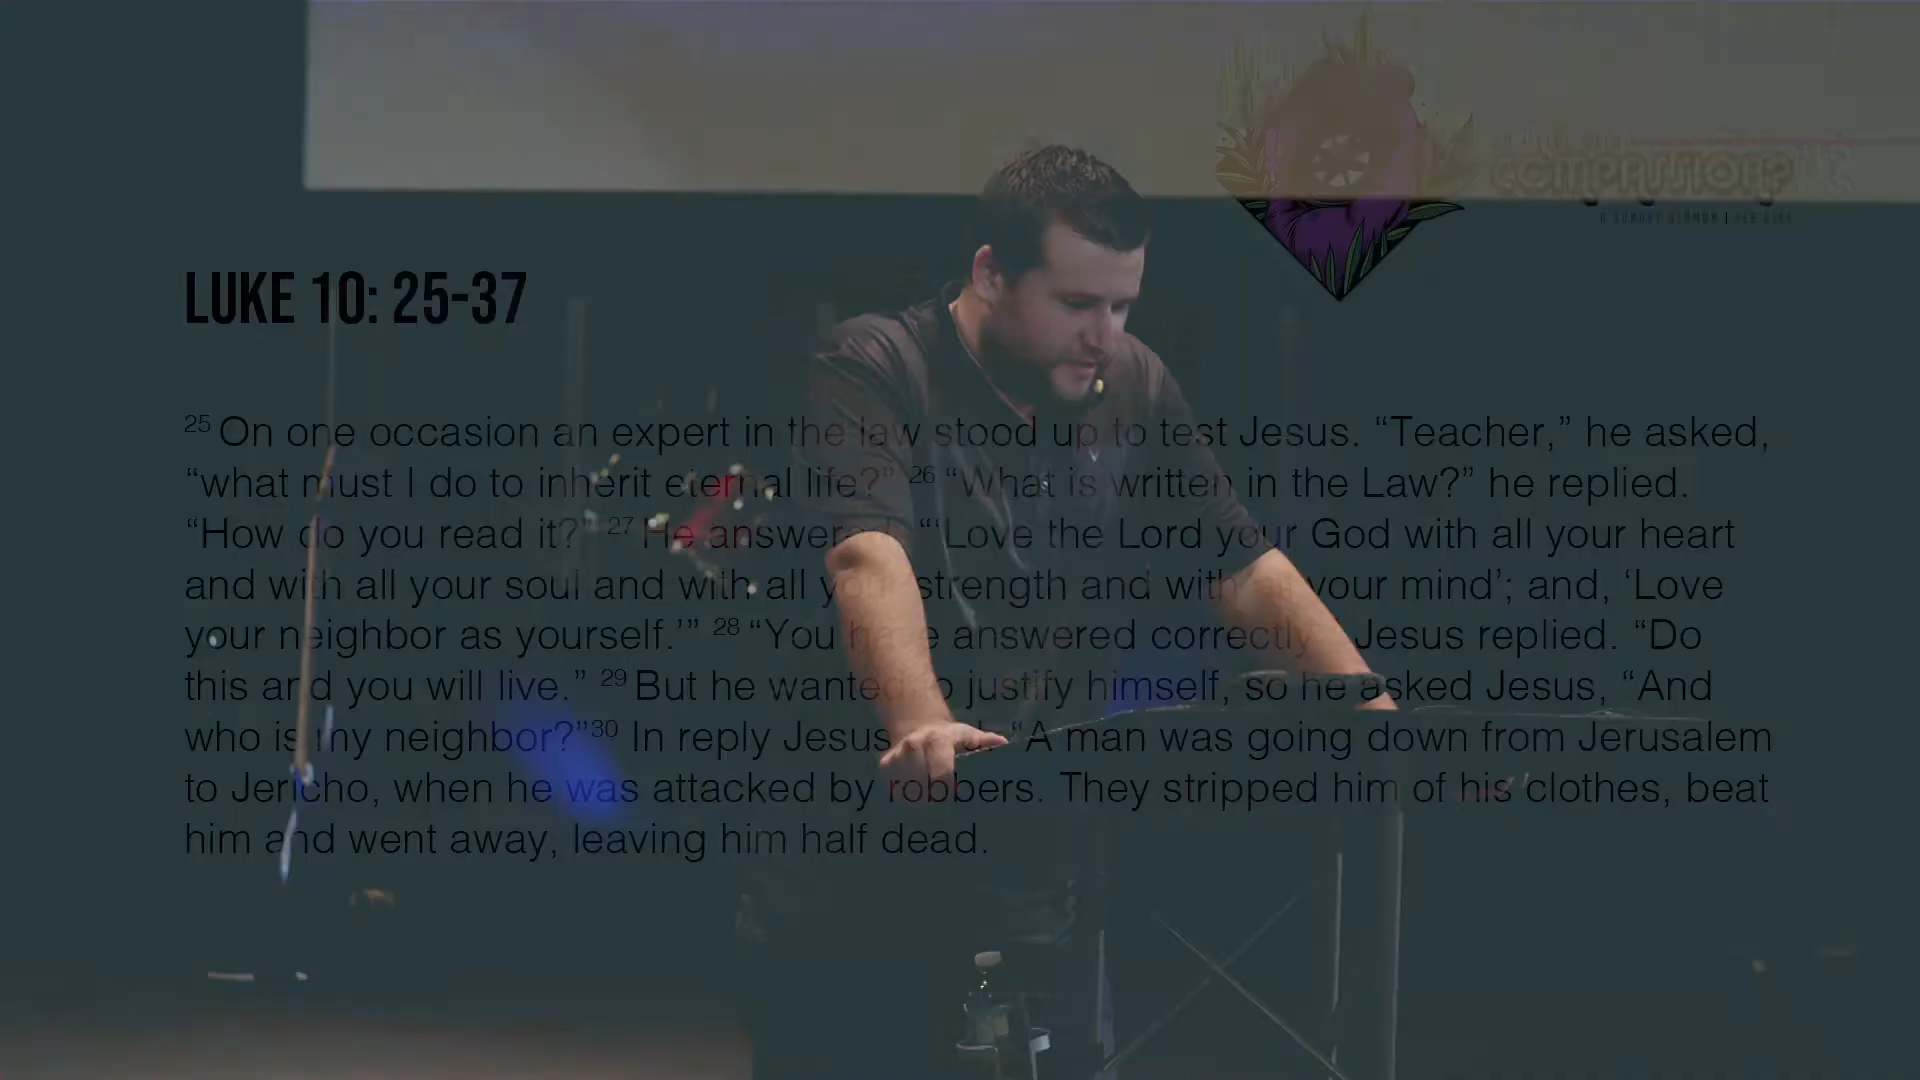 COMPASSION
A SUNDAY SERMON |
LUKE 10: 25-37
25 On one occasion an expert in the law stood up to test Jesus. “Teacher,” he asked,
“what must I do to inherit eternal life?” 26 “What is written in the Law?” he replied.
“How do you read it?” 27 He answered, “‘Love the Lord your God with all your heart
and with all your soul and with all your strength and with all your mind’; and, ‘Love
your neighbor as yourself.’” 28 “You have answered correctly,” Jesus replied. “Do
this and you will live.” 29 But he wanted to justify himself, so he asked Jesus, “And
who is my neighbor?”30 In reply Jesus said: “A man was going down from Jerusalem
to Jericho, when he was attacked by robbers. They stripped him of his clothes, beat
him and went away, leaving him half dead.